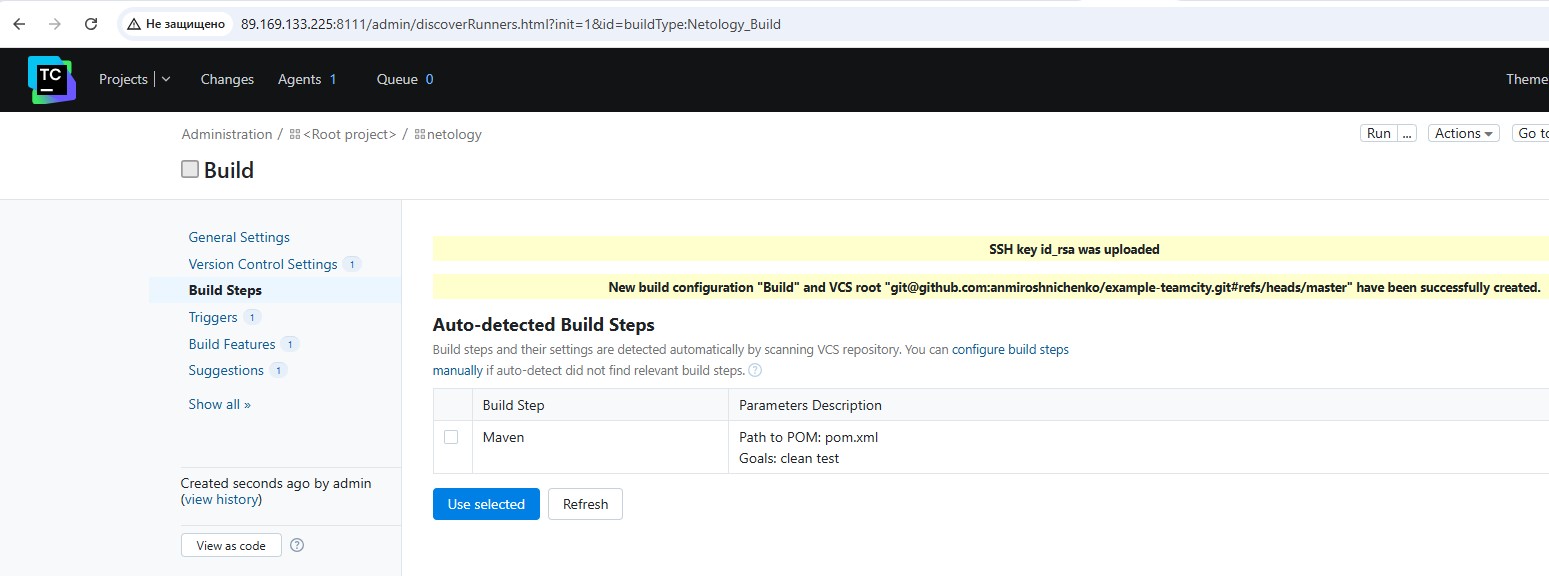 Не защищено 89.169.133.225:8111/admin/discoverRunners.html?init=1&id=buildType:Netology_Build
TC Projects Changes Agents 1 Queue 0 Theme
Administration / <Root project> / netology
Run ... Actions Go to
Build
General Settings
Version Control Settings 1
Build Steps
Triggers 1
Build Features 1
Suggestions 1
Show all »
Created seconds ago by admin
(view history)
View as code ?
SSH key id_rsa was uploaded
New build configuration "Build" and VCS root "git@github.com:anmiroshnichenko/example-teamcity.git#refs/heads/master" have been successfully created.
Auto-detected Build Steps
Build steps and their settings are detected automatically by scanning VCS repository. You can configure build steps
manually if auto-detect did not find relevant build steps. ?
Build Step Parameters Description
Maven Path to POM: pom.xml
Goals: clean test
Use selected Refresh